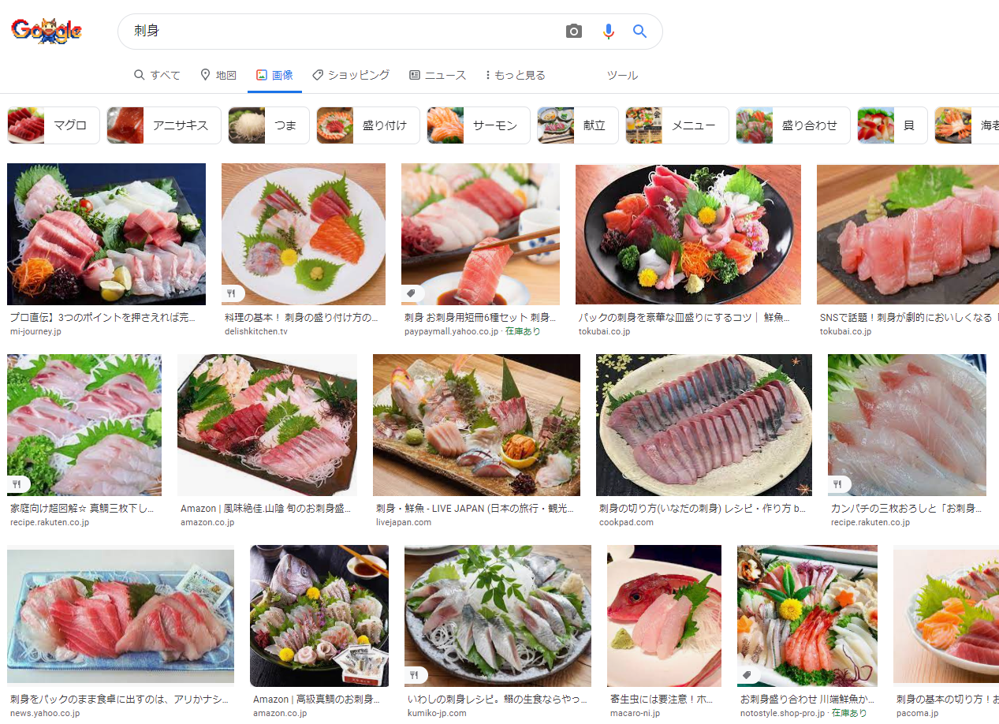 Google
刺身
すべて
地図
画像
ショッピング
ニュース
もっと見る
ツール
マグロ
アニサキス
つま
盛り付け
サーモン
献立
メニュー
盛り合わせ
貝
海老
プロ直伝】3つのポイントを押さえれば完...
mi-journey.jp
料理の基本！ 刺身の盛り付け方の...
delishkitchen.tv
刺身 お刺身用短冊6種セット 刺身...
paypaymall.yahoo.co.jp · 在庫あり
パックの刺身を豪華な皿盛りにするコツ｜ 鮮魚...
tokubai.co.jp
SNSで話題！刺身が劇的においしくなる「
tokubai.co.jp
家庭向け超図解☆ 真鯛三枚下し...
recipe.rakuten.co.jp
Amazon | 風味絶佳.山陰 旬のお刺身盛...
amazon.co.jp
刺身・鮮魚 - LIVE JAPAN (日本の旅行・観光...
livejapan.com
刺身の切り方(いなだの刺身) レシピ・作り方 b...
cookpad.com
カンパチの三枚おろしと「お刺身...
recipe.rakuten.co.jp
刺身をパックのまま食卓に出すのは、アリかナシ...
news.yahoo.co.jp
Amazon | 高級真鯛のお刺身...
amazon.co.jp
いわしの刺身レシピ。鰯の生食ならやっ...
kumiko-jp.com
寄生虫には要注意！ホ...
macaro-ni.jp
お刺身盛り合わせ 川端鮮魚か...
notostyle.shop-pro.jp · 在庫あり
刺身の基本の切り方！お
pacoma.jp